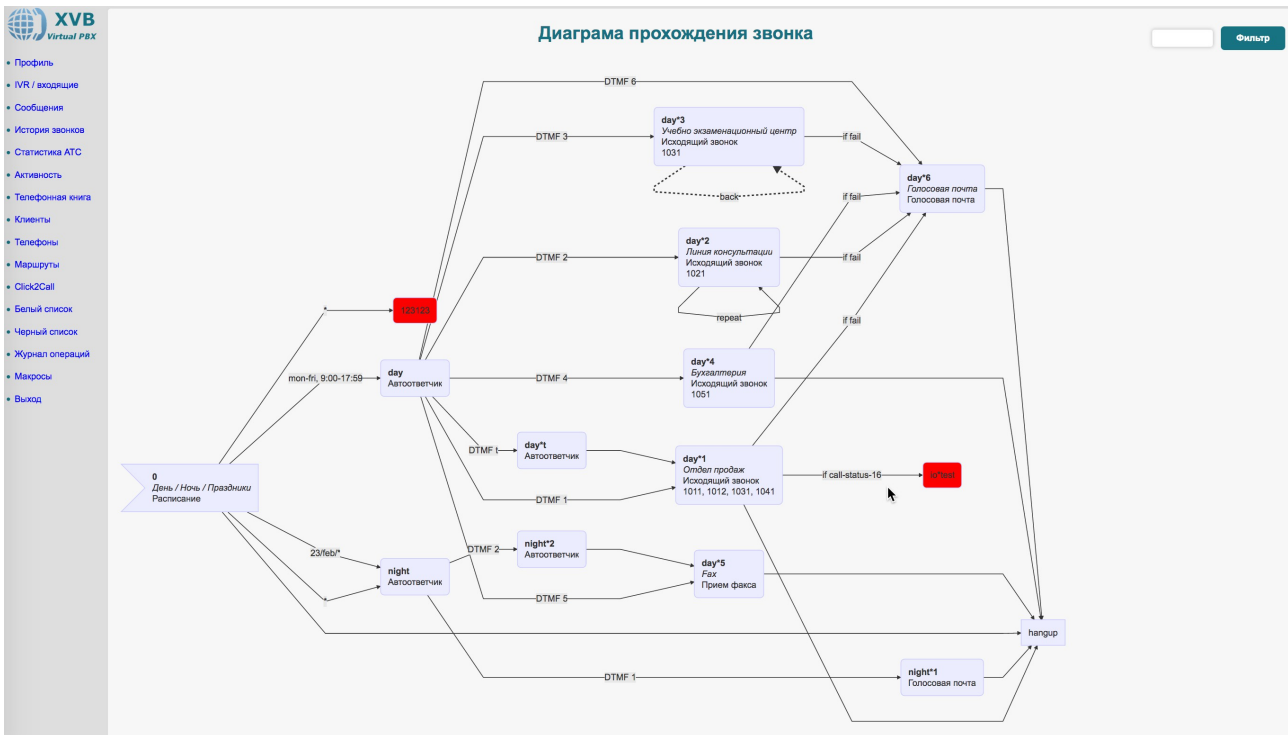 XVB
Virtual PBX
Профиль
IVR / входящие
Сообщения
История звонков
Статистика АТС
Активность
Телефонная книга
Клиенты
Телефоны
Маршруты
Click2Call
Белый список
Черный список
Журнал операций
Макросы
Выход
Диаграма прохождения звонка
Фильтр
DTMF 6
DTMF 3
day*3
Учебно экзаменационный центр
Исходящий звонок
1031
if fail
back
day*6
Голосовая почта
Голосовая почта
if fail
DTMF 2
day*2
Линия консультации
Исходящий звонок
1021
if fail
repeat
if fail
*
123123
mon-fri, 9:00-17:59
day
Автоответчик
DTMF 4
day*4
Бухгалтерия
Исходящий звонок
1051
DTMF t
day*t
Автоответчик
day*1
Отдел продаж
Исходящий звонок
1011, 1012, 1031, 1041
if call-status-16
DTMF 1
0
День / Ночь / Праздники
Расписание
23/feb/*
night
Автоответчик
*
DTMF 2
night*2
Автоответчик
day*5
Fax
Прием факса
DTMF 5
hangup
DTMF 1
night*1
Голосовая почта